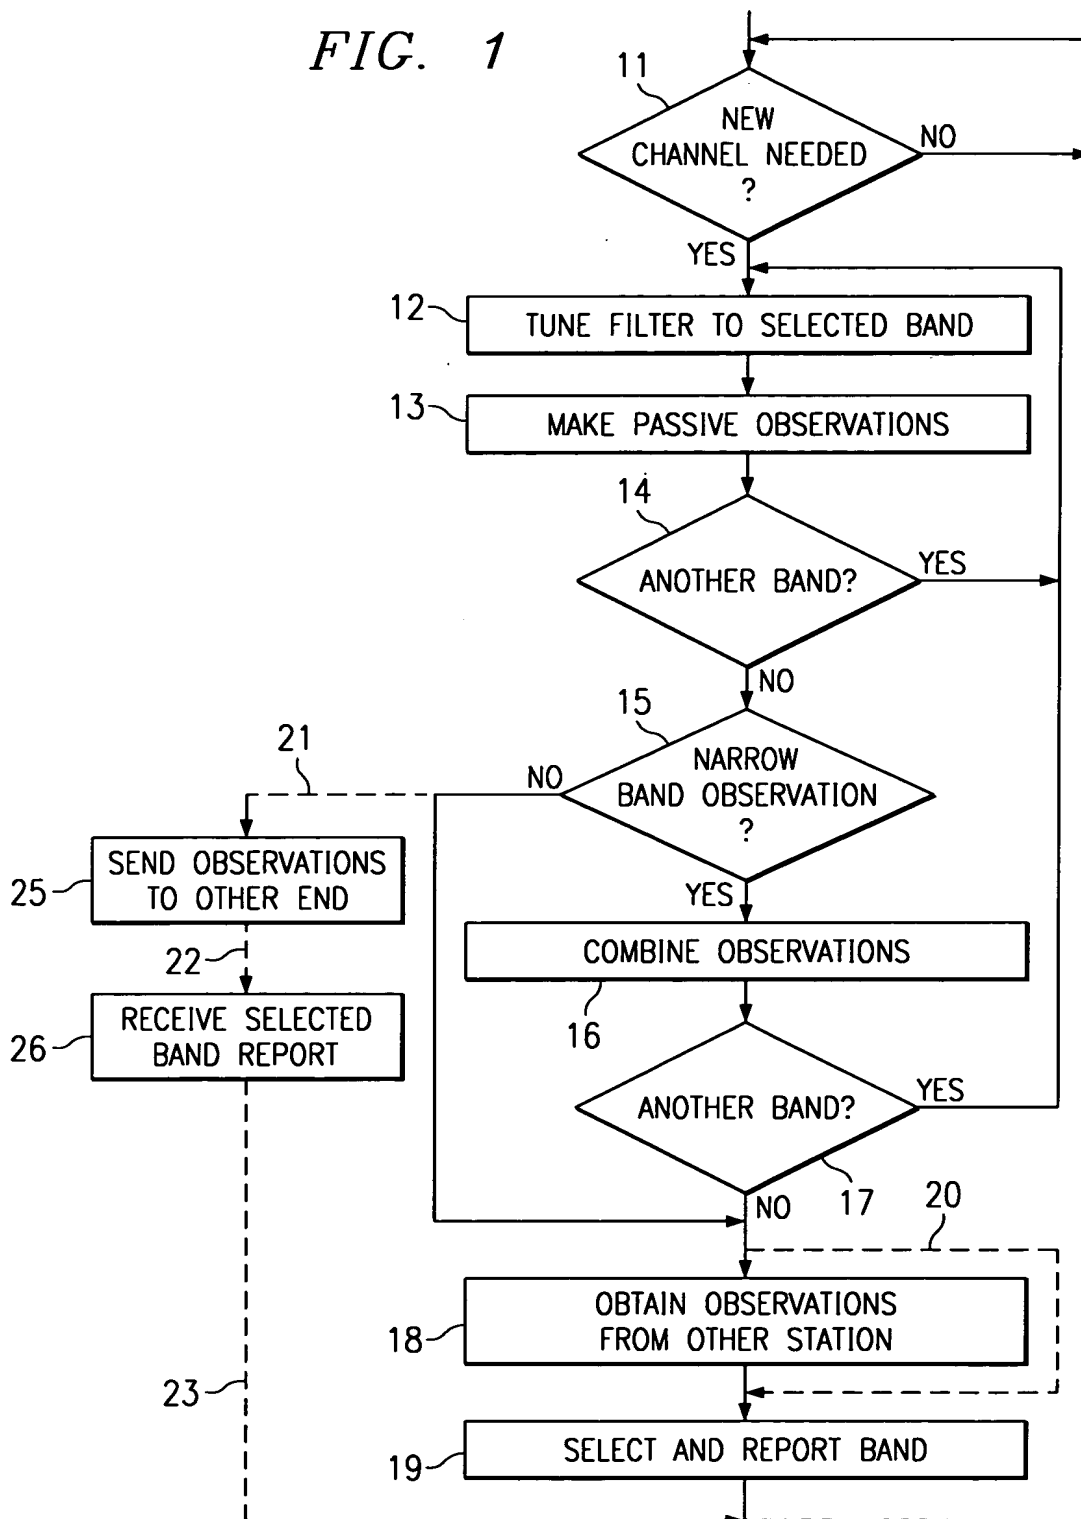 FIG. 1
11
NEW
CHANNEL NEEDED
?
NO
YES
12
TUNE FILTER TO SELECTED BAND
13
MAKE PASSIVE OBSERVATIONS
14
ANOTHER BAND?
YES
NO
15
NARROW
BAND OBSERVATION
?
NO
21
YES
25
SEND OBSERVATIONS
TO OTHER END
22
COMBINE OBSERVATIONS
16
26
RECEIVE SELECTED
BAND REPORT
ANOTHER BAND?
YES
17
NO
20
18
OBTAIN OBSERVATIONS
FROM OTHER STATION
23
19
SELECT AND REPORT BAND